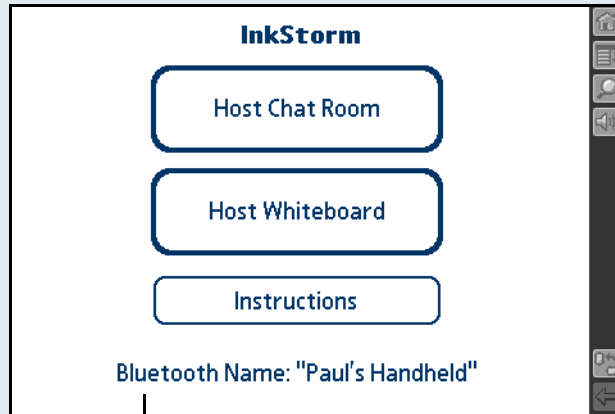 InkStorm
Host Chat Room
Host Whiteboard
Instructions
Bluetooth Name: "Paul's Handheld"